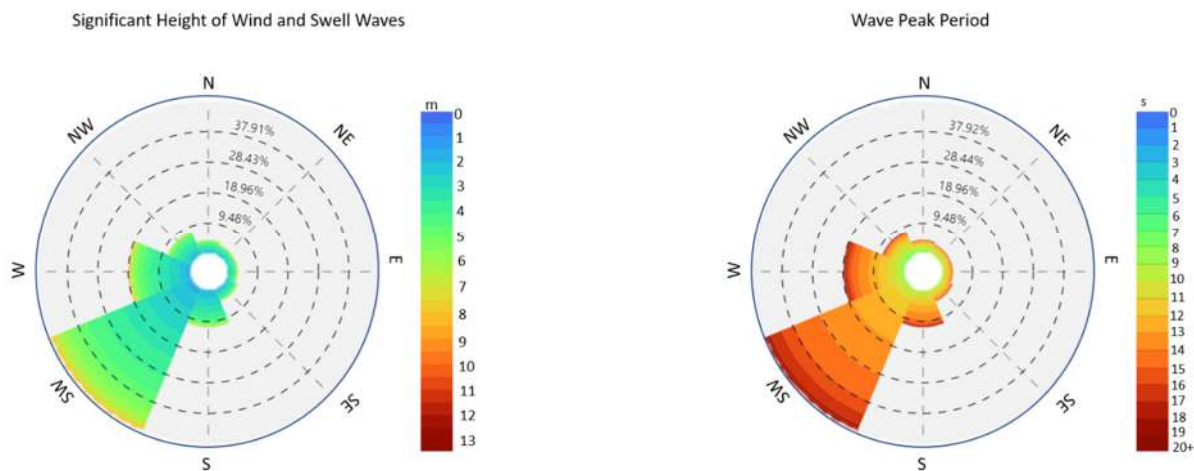 Significant Height of Wind and Swell Waves
N
NE
E
SE
S
SW
W
NW
37.91%
28.43%
18.96%
9.48%
m
0
1
2
3
4
5
6
7
8
9
10
11
12
13
Wave Peak Period
N
NE
E
SE
S
SW
W
NW
37.92%
28.44%
18.96%
9.48%
s
0
1
2
3
4
5
6
7
8
9
10
11
12
13
14
15
16
17
18
19
20+